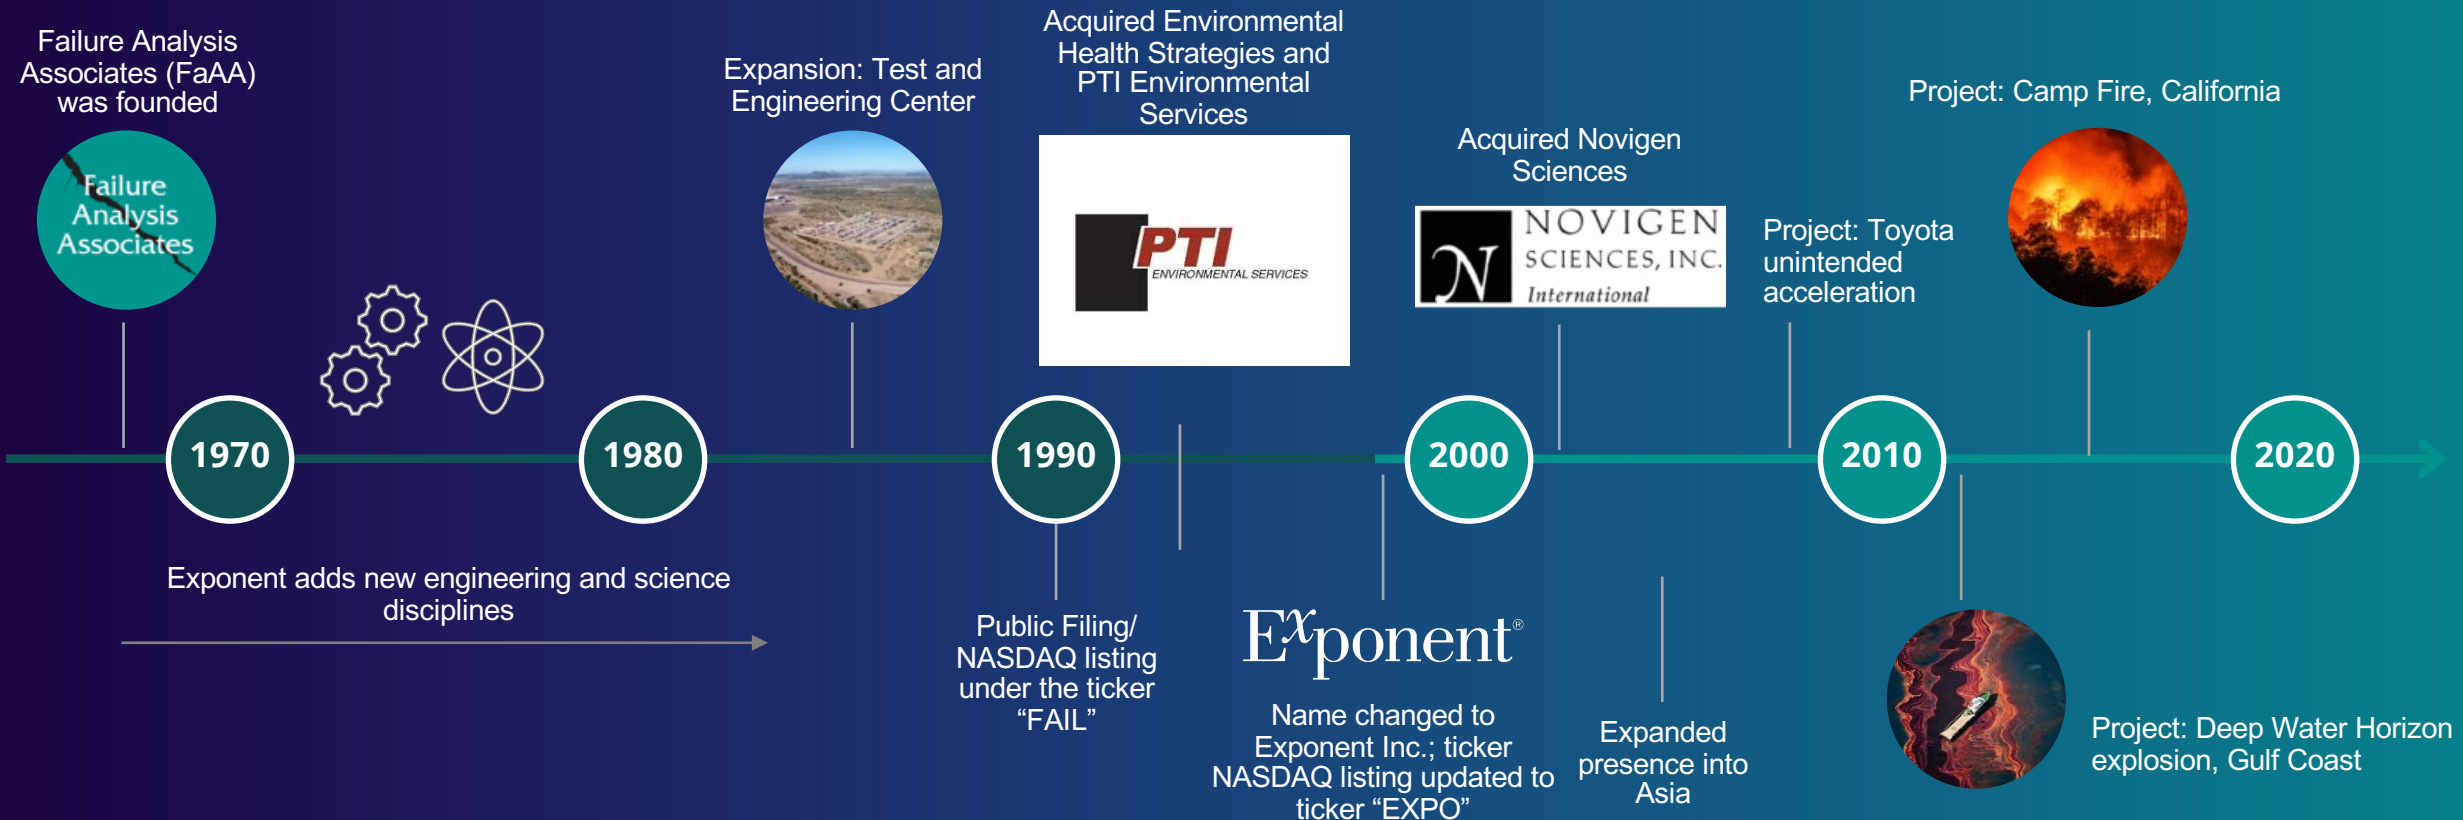 Failure Analysis
Associates (FaAA)
was founded
Failure
Analysis
Associates
Expansion: Test and
Engineering Center
Acquired Environmental
Health Strategies and
PTI Environmental
Services
PTI
ENVIRONMENTAL SERVICES
Acquired Novigen
Sciences
N
NOVIGEN
SCIENCES, INC.
International
Project: Toyota
unintended
acceleration
Project: Camp Fire, California
1970
1980
1990
2000
2010
2020
Exponent adds new engineering and science
disciplines
Public Filing/
NASDAQ listing
under the ticker
“FAIL”
Exponent®
Name changed to
Exponent Inc.; ticker
NASDAQ listing updated to
ticker “EXPO”
Expanded
presence into
Asia
Project: Deep Water Horizon
explosion, Gulf Coast